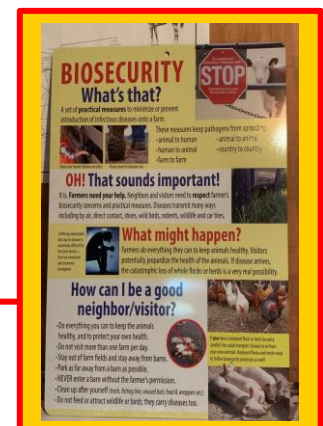 BIOSECURITY
What's that?
A set of practical measures to minimize or prevent
introduction of infectious diseases onto a farm.
STOP
These measures keep pathogens from spreading
•animal to human
•human to animal
•farm to farm
•animal to animal
•country to country
OH! That sounds important!
It is. Farmers need your help. Neighbors and visitors need to respect farmer's
biosecurity concerns and practical measures. Diseases transmit many ways
including by air, direct contact, shoes, wild birds, rodents, wildlife and car tires.
What might happen?
Farmers do everything they can to keep animals healthy. Visitors
potentially jeopardize the health of the animals. If disease arrives,
the catastrophic loss of whole flocks or herds is a very real possibility.
How can I be a good
neighbor/visitor?
•Do everything you can to keep the animals
healthy, and to protect your own health.
•Do not visit more than one farm per day.
•Stay out of farm fields and stay away from barns.
•Park as far away from a barn as possible.
•NEVER enter a barn without the farmer's permission.
•Clean up after yourself
•Do not feed or attract wildlife or birds; they carry diseases too.